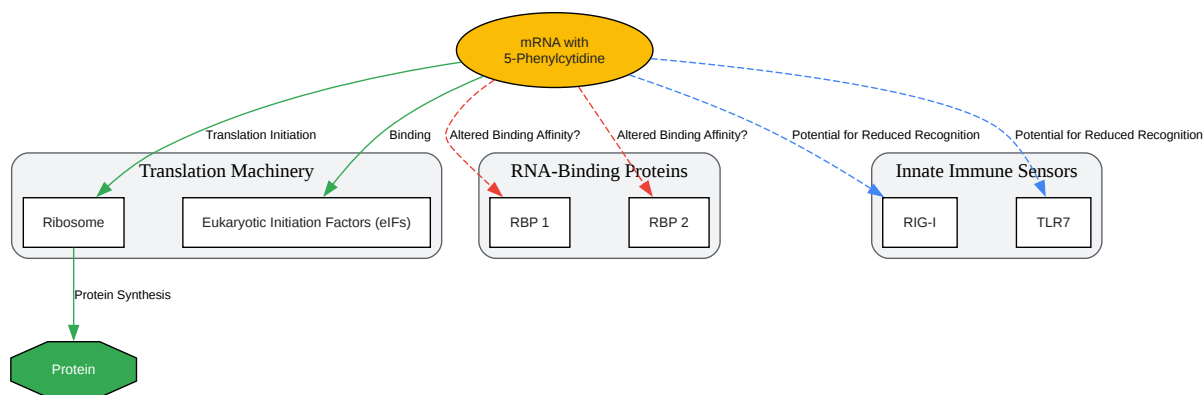 mRNA with
5-Phenylcytidine
Translation Initiation
Binding
Altered Binding Affinity?
Altered Binding Affinity?
Potential for Reduced Recognition
Potential for Reduced Recognition
Translation Machinery
RNA-Binding Proteins
Innate Immune Sensors
Ribosome
Eukaryotic Initiation Factors (eIFs)
RBP 1
RBP 2
RIG-I
TLR7
Protein Synthesis
Protein